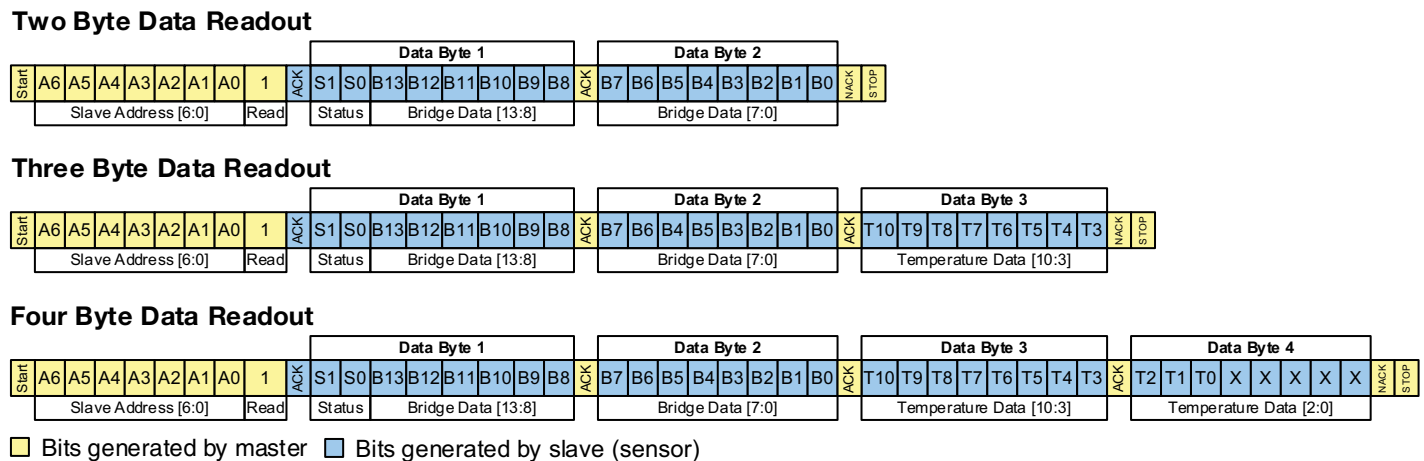 Two Byte Data Readout
Data Byte 1 Data Byte 2
Start A6 A5 A4 A3 A2 A1 A0 1 ACK S1 S0 B13 B12 B11 B10 B9 B8 ACK B7 B6 B5 B4 B3 B2 B1 B0 NACK STOP
Slave Address [6:0] Read Status Bridge Data [13:8] Bridge Data [7:0]
Three Byte Data Readout
Data Byte 1 Data Byte 2 Data Byte 3
Start A6 A5 A4 A3 A2 A1 A0 1 ACK S1 S0 B13 B12 B11 B10 B9 B8 ACK B7 B6 B4 B5 B3 B2 B1 B0 ACK T10 T9 T8 T7 T6 T5 T4 T3 NACK STOP
Slave Address [6:0] Read Status Bridge Data [13:8] Bridge Data [7:0] Temperature Data [10:3]
Four Byte Data Readout
Data Byte 1 Data Byte 2 Data Byte 3 Data Byte 4
Start A6 A5 A4 A3 A2 A1 A0 1 ACK S1 S0 B13 B12 B11 B10 B9 B8 ACK B7 B6 B5 B4 B3 B2 B1 B0 ACK T10 T9 T8 T7 T6 T5 T4 T3 ACK T2 T1 T0 X X X X X NACK STOP
Slave Address [6:0] Read Status Bridge Data [13:8] Bridge Data [7:0] Temperature Data [10:3] Temperature Data [2:0]
Bits generated by master Bits generated by slave (sensor)